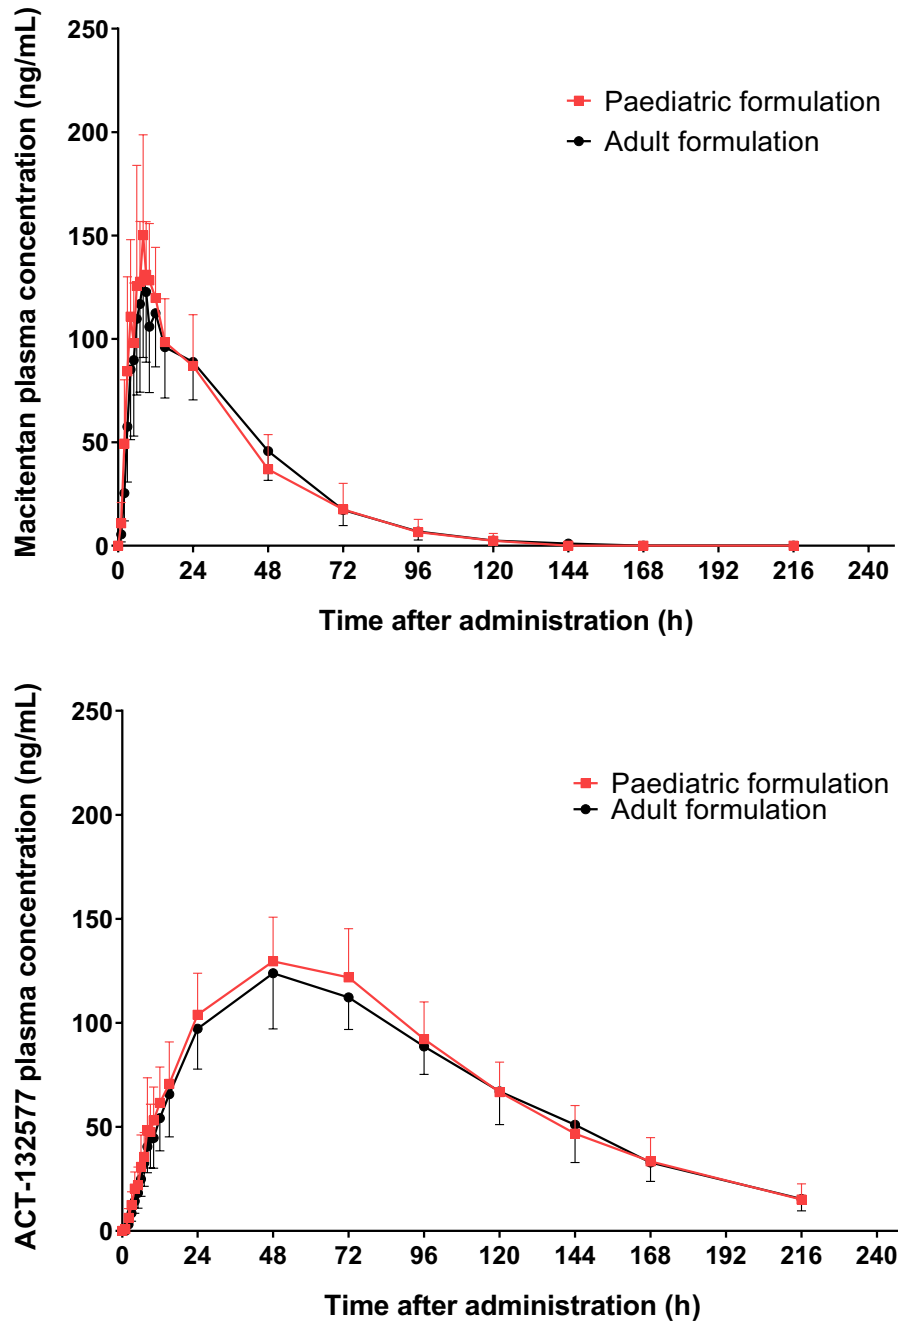 Macitentan plasma concentration (ng/mL)
250
200
150
100
50
0
Paediatric formulation
Adult formulation
0 24 48 72 96 120 144 168 192 216 240
Time after administration (h)
ACT-132577 plasma concentration (ng/mL)
250
200
150
100
50
0
Paediatric formulation
Adult formulation
0 24 48 72 96 120 144 168 192 216 240
Time after administration (h)